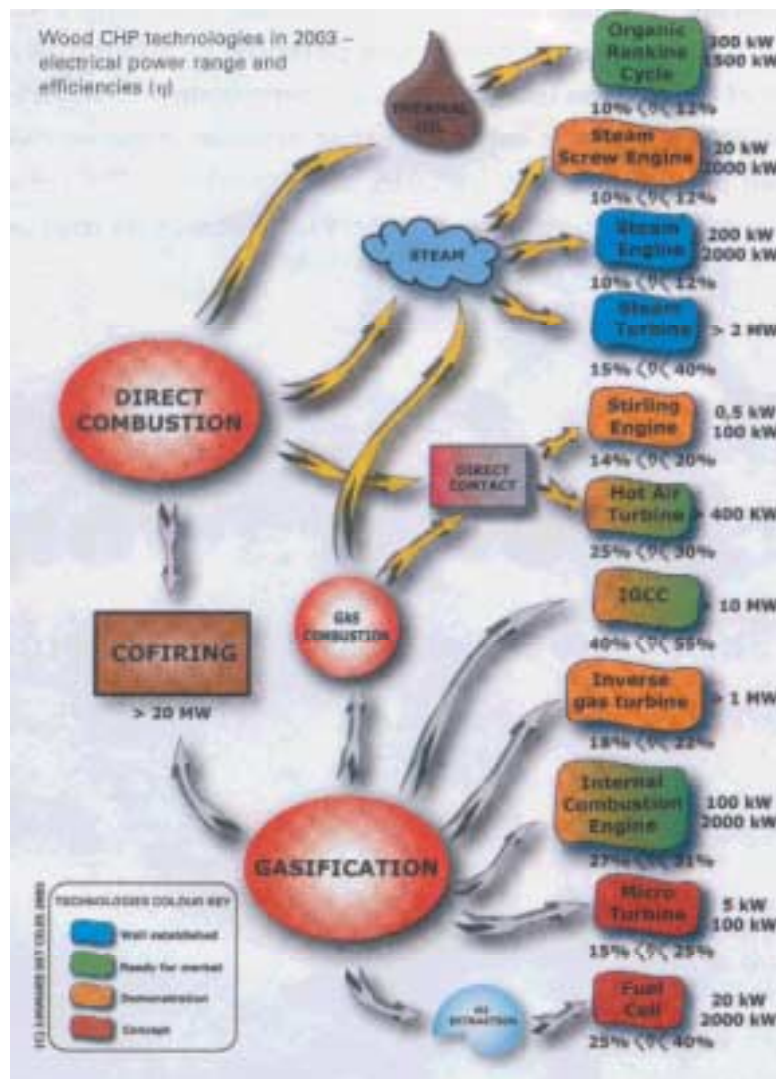 Wood CHP technologies in 2003 –
electrical power range and
efficiencies (η)
THERMAL
OIL
Organic
Rankine
Cycle
300 kW
1500 kW
10% <η< 12%
Steam
Screw Engine
20 kW
2000 kW
10% <η< 12%
STEAM
Steam
Engine
200 kW
2000 kW
10% <η< 12%
Steam
Turbine
> 2 MW
15% <η< 40%
DIRECT
COMBUSTION
Stirling
Engine
0,5 kW
100 kW
14% <η< 20%
DIRECT
CONTACT
Hot Air
Turbine
> 400 KW
25% <η< 30%
GAS
COMBUSTION
IGCC
> 10 MW
40% <η< 55%
COFIRING
> 20 MW
Inverse
gas turbine
> 1 MW
18% <η< 22%
Internal
Combustion
Engine
100 kW
2000 kW
27% <η< 31%
GASIFICATION
Micro
Turbine
5 kW
100 kW
15% <η< 25%
EXTRACTION
Fuel
Cell
20 kW
2000 kW
25% <η< 40%
TECHNOLOGIES COLOUR KEY
Well established
Ready for market
Demonstration
Concept